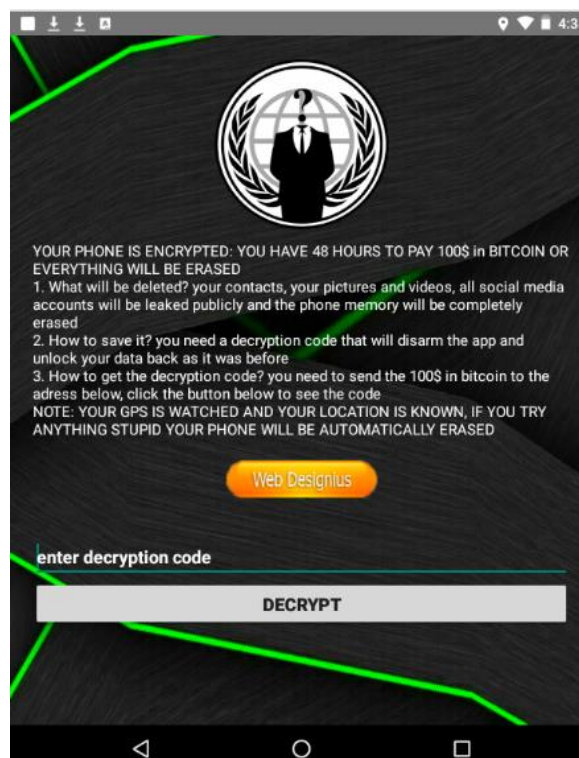 4:3
?
YOUR PHONE IS ENCRYPTED: YOU HAVE 48 HOURS TO PAY 100$ in BITCOIN OR
EVERYTHING WILL BE ERASED
1. What will be deleted? your contacts, your pictures and videos, all social media
accounts will be leaked publicly and the phone memory will be completely
erased
2. How to save it? you need a decryption code that will disarm the app and
unlock your data back as it was before
3. How to get the decryption code? you need to send the 100$ in bitcoin to the
adress below, click the button below to see the code
NOTE: YOUR GPS IS WATCHED AND YOUR LOCATION IS KNOWN, IF YOU TRY
ANYTHING STUPID YOUR PHONE WILL BE AUTOMATICALLY ERASED
Web Designius
enter decryption code
DECRYPT